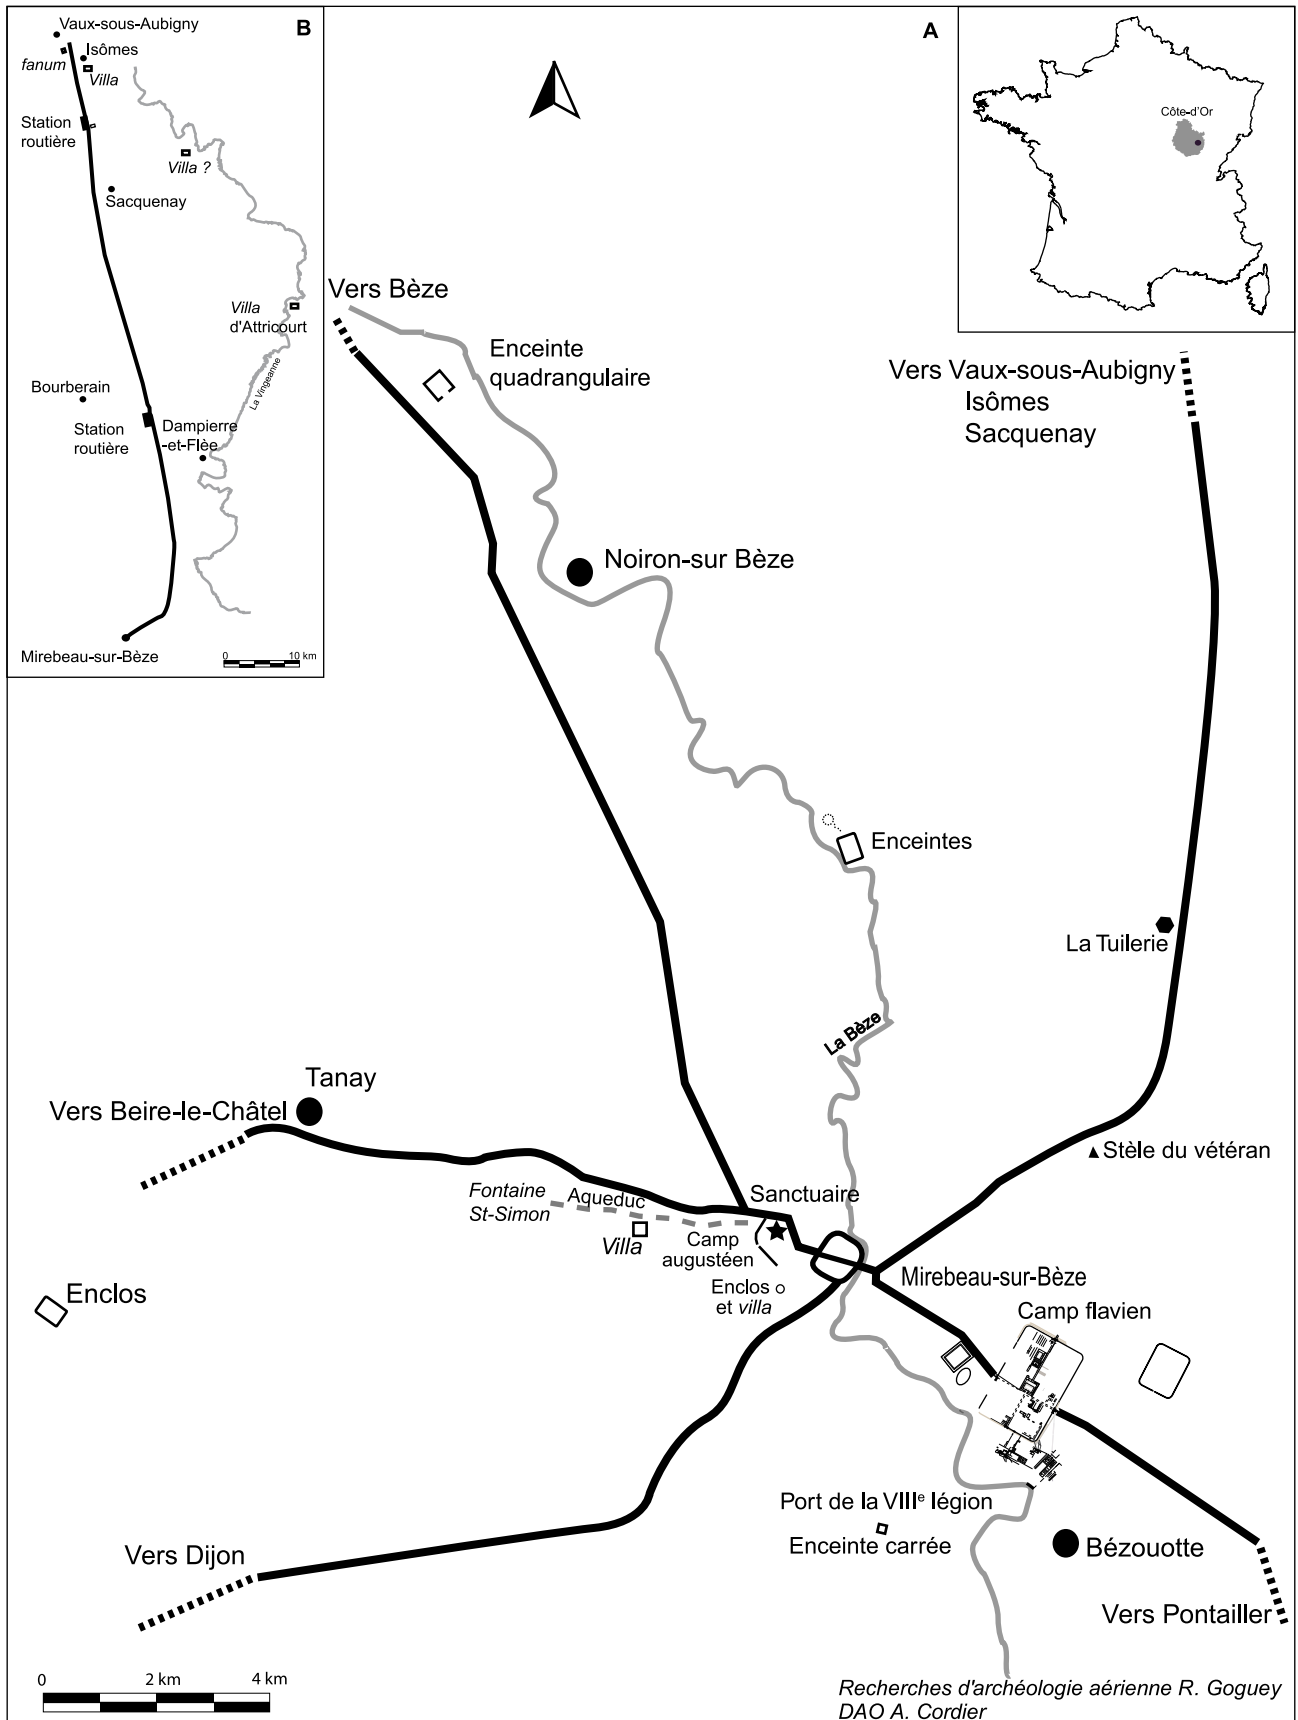 B
Vaux-sous-Aubigny
Isômes
fanum
Villa
Station
routière
Villa ?
Sacquenay
Villa
d'Attricourt
La Vingeanne
Bourberain
Station
routière
Dampierre
-et-Flèe
Mirebeau-sur-Bèze
0 10 km
A
Côte-d'Or
Vers Bèze
Enceinte
quadrangulaire
Vers Vaux-sous-Aubigny
Isômes
Sacquenay
Noiron-sur Bèze
Enceintes
La Tuilerie
La Bèze
Tanay
Vers Beire-le-Châtel
Stèle du vétéran
Fontaine
St-Simon
Aqueduc
Sanctuaire
Villa
Camp
augustéen
Enclos
et villa
Mirebeau-sur-Bèze
Camp flavien
Enclos
Port de la VIIIe légion
Enceinte carrée
Bézouotte
Vers Dijon
Vers Pontailler
0 2 km 4 km
Recherches d'archéologie aérienne R. Goguey
DAO A. Cordier